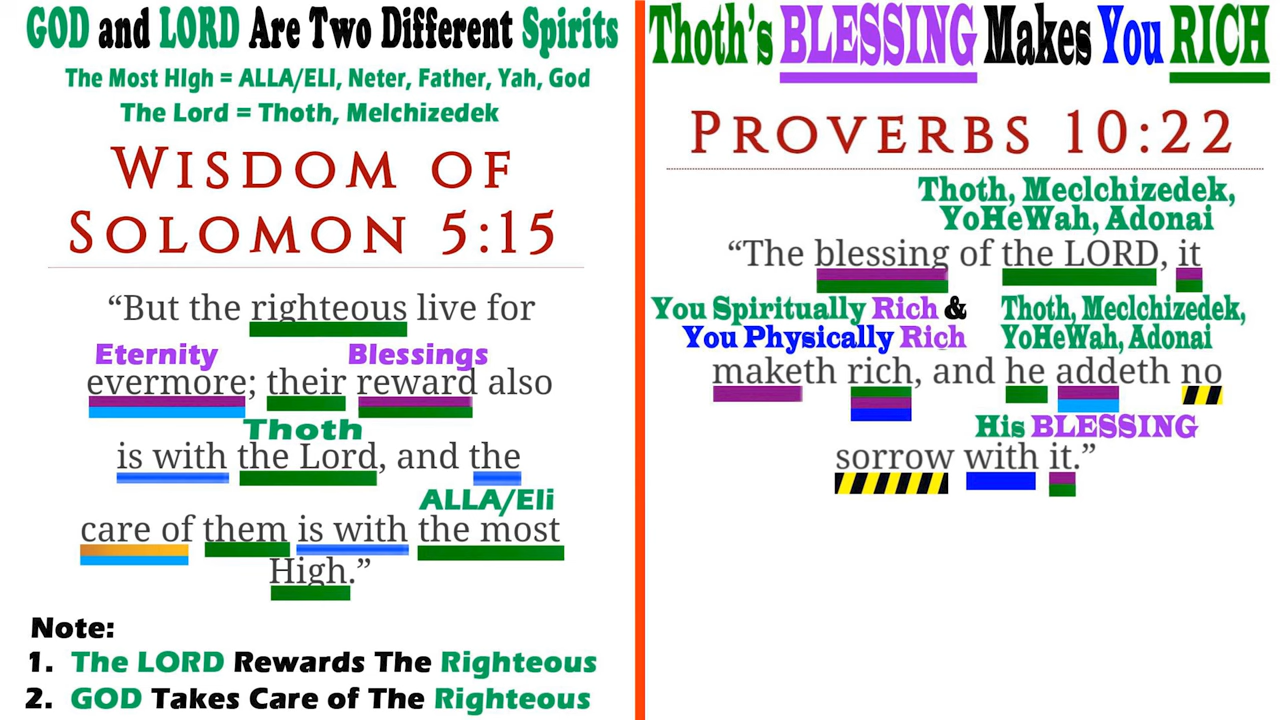 GOD and LORD Are Two Different Spirits
The Most HIgh = ALLA/ELI, Neter, Father, Yah, God
The Lord = Thoth, Melchizedek
WISDOM OF
SOLOMON 5:15
“But the righteous live for
Eternity Blessings
evermore; their reward also
Thoth
is with the Lord, and the
ALLA/Eli
care of them is with the most
High.”
Note:
1. The LORD Rewards The Righteous
2. GOD Takes Care of The Righteous
Thoth’s BLESSING Makes You RICH
PROVERBS 10:22
Thoth, Meclchizedek,
YoHeWah, Adonai
“The blessing of the LORD, it
You Spiritually Rich &
You Physically Rich
Thoth, Meclchizedek,
YoHeWah, Adonai
maketh rich, and he addeth no
His BLESSING
sorrow with it.”